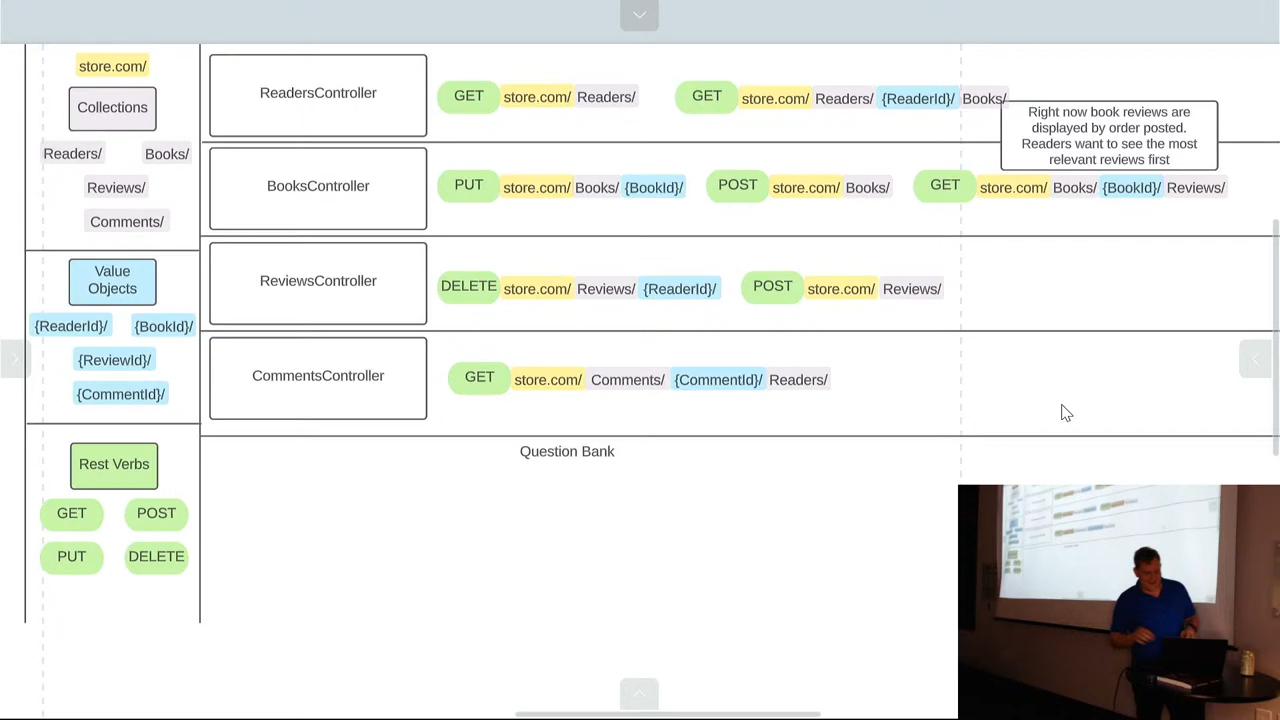 store.com/
Collections
Readers/ Books/
Reviews/
Comments/
Value
Objects
{ReaderId}/ {BookId}/
{ReviewId}/
{CommentId}/
Rest Verbs
GET POST
PUT DELETE
ReadersController
GET store.com/ Readers/
GET store.com/ Readers/ {ReaderId}/ Books/
Right now book reviews are
displayed by order posted.
Readers want to see the most
relevant reviews first
BooksController
PUT store.com/ Books/ {BookId}/
POST store.com/ Books/
GET store.com/ Books/ {BookId}/ Reviews/
ReviewsController
DELETE store.com/ Reviews/ {ReaderId}/
POST store.com/ Reviews/
CommentsController
GET store.com/ Comments/ {CommentId}/ Readers/
Question Bank